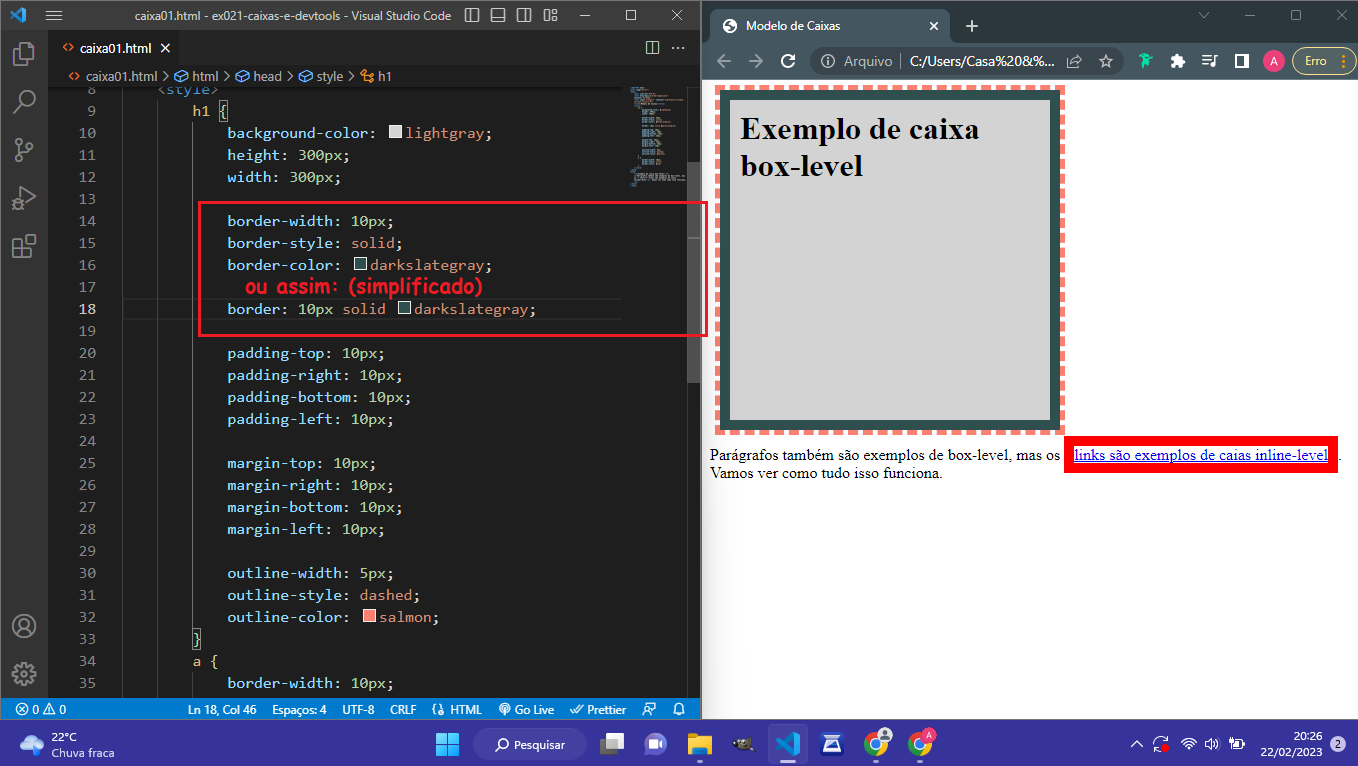 caixa01.html - ex021-caixas-e-devtools - Visual Studio Code
caixa01.html
caixa01.html > html > head > style > h1
8 <style>
9 h1 {
10 background-color: lightgray;
11 height: 300px;
12 width: 300px;
13
14 border-width: 10px;
15 border-style: solid;
16 border-color: darkslategray;
17 ou assim: (simplificado)
18 border: 10px solid darkslategray;
19
20 padding-top: 10px;
21 padding-right: 10px;
22 padding-bottom: 10px;
23 padding-left: 10px;
24
25 margin-top: 10px;
26 margin-right: 10px;
27 margin-bottom: 10px;
28 margin-left: 10px;
29
30 outline-width: 5px;
31 outline-style: dashed;
32 outline-color: salmon;
33 }
34 a {
35 border-width: 10px;
0 0 Ln 18, Col 46 Espaços: 4 UTF-8 CRLF HTML Go Live Prettier
Modelo de Caixas
Arquivo C:/Users/Casa%20&%... A Erro
Exemplo de caixa
box-level
Parágrafos também são exemplos de box-level, mas os links são exemplos de caias inline-level .
Vamos ver como tudo isso funciona.
22°C
Chuva fraca
Pesquisar
A
20:26
22/02/2023
2